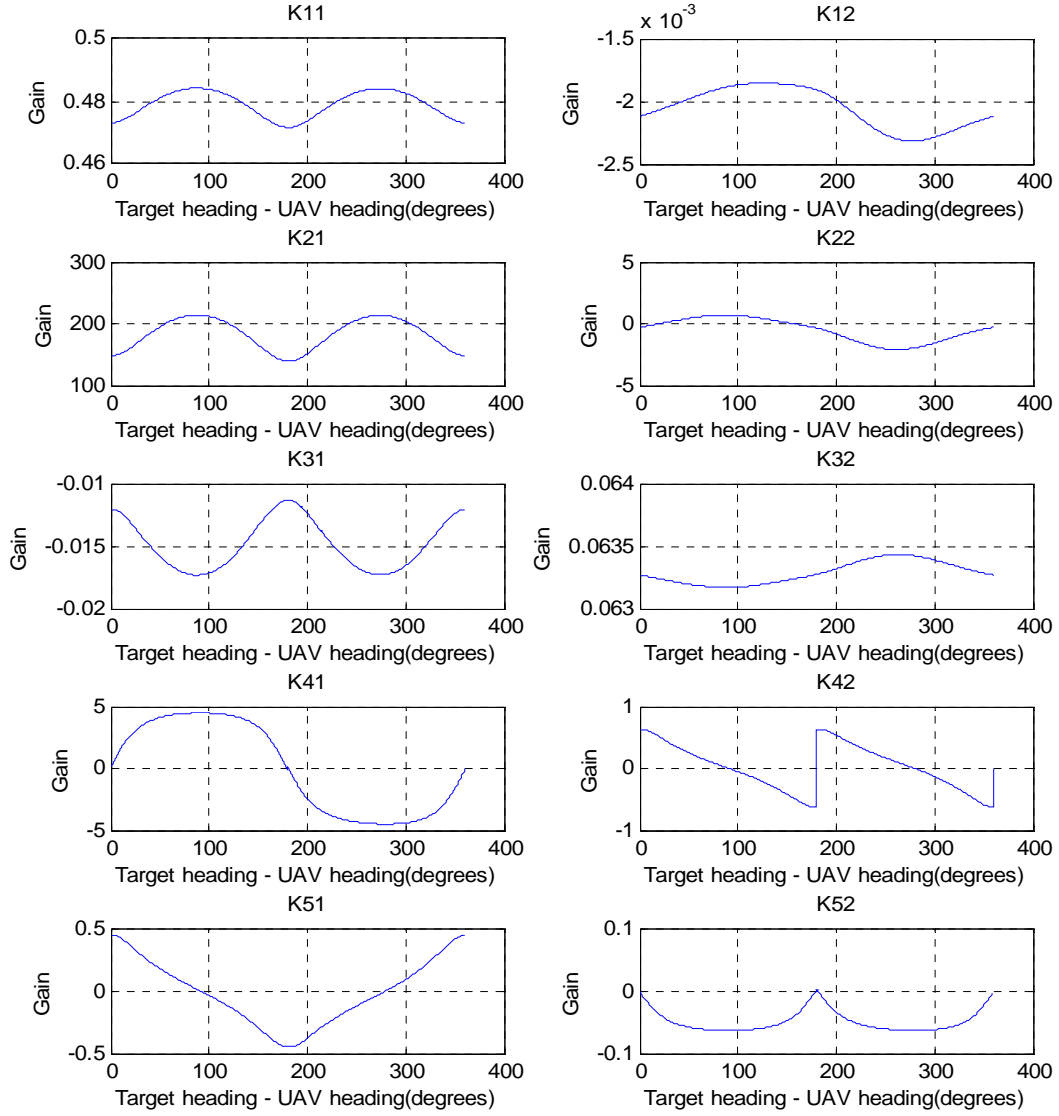 K11
0.5
0.48
0.46
Gain
0 100 200 300 400
Target heading - UAV heading(degrees)
K12
x 10-3
-1.5
-2
-2.5
Gain
0 100 200 300 400
Target heading - UAV heading(degrees)
K21
300
200
100
Gain
0 100 200 300 400
Target heading - UAV heading(degrees)
K22
5
0
-5
Gain
0 100 200 300 400
Target heading - UAV heading(degrees)
K31
-0.01
-0.015
-0.02
Gain
0 100 200 300 400
Target heading - UAV heading(degrees)
K32
0.064
0.0635
0.063
Gain
0 100 200 300 400
Target heading - UAV heading(degrees)
K41
5
0
-5
Gain
0 100 200 300 400
Target heading - UAV heading(degrees)
K42
1
0
-1
Gain
0 100 200 300 400
Target heading - UAV heading(degrees)
K51
0.5
0
-0.5
Gain
0 100 200 300 400
Target heading - UAV heading(degrees)
K52
0.1
0
-0.1
Gain
0 100 200 300 400
Target heading - UAV heading(degrees)